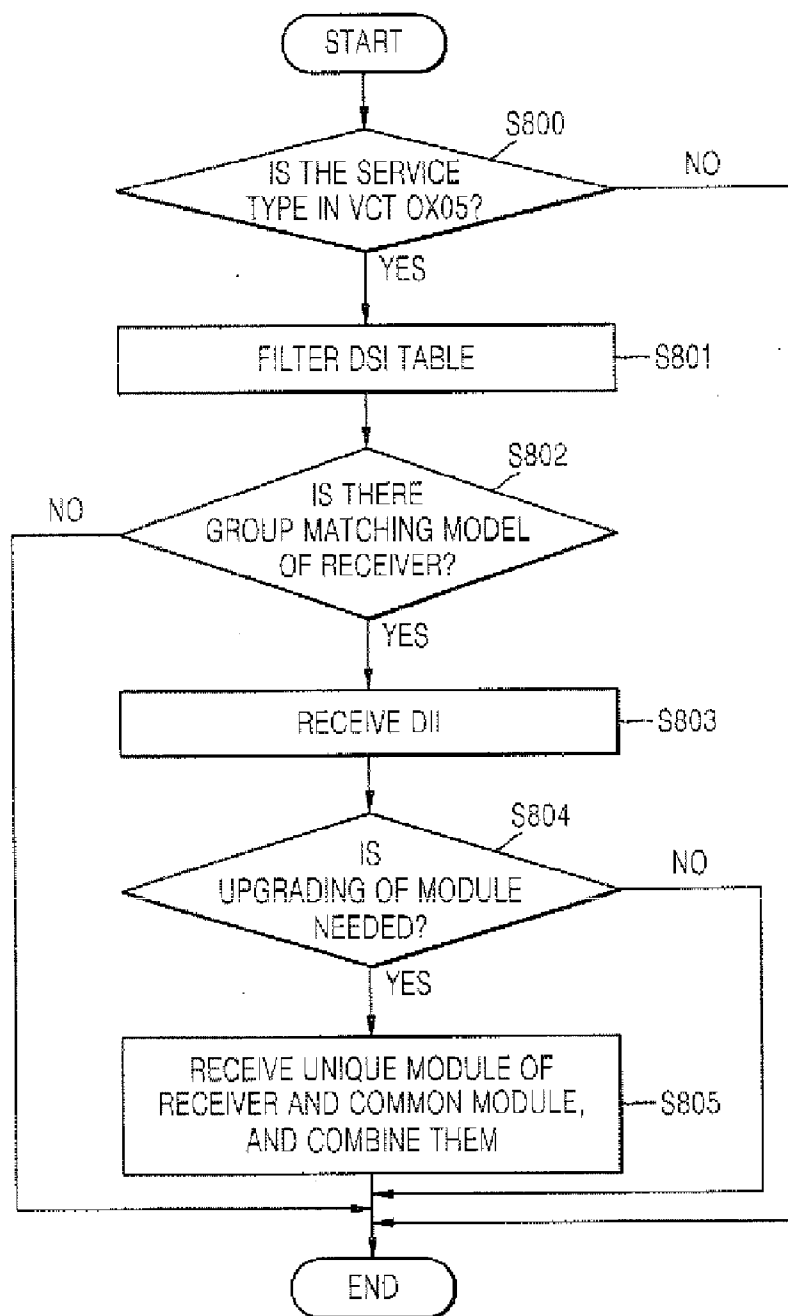 START
S800
IS THE SERVICE
TYPE IN VCT OX05?
NO
YES
FILTER DSI TABLE
S801
S802
IS THERE
GROUP MATCHING MODEL
OF RECEIVER?
NO
YES
RECEIVE DII
S803
S804
IS
UPGRADING OF MODULE
NEEDED?
NO
YES
RECEIVE UNIQUE MODULE OF
RECEIVER AND COMMON MODULE,
AND COMBINE THEM
S805
END